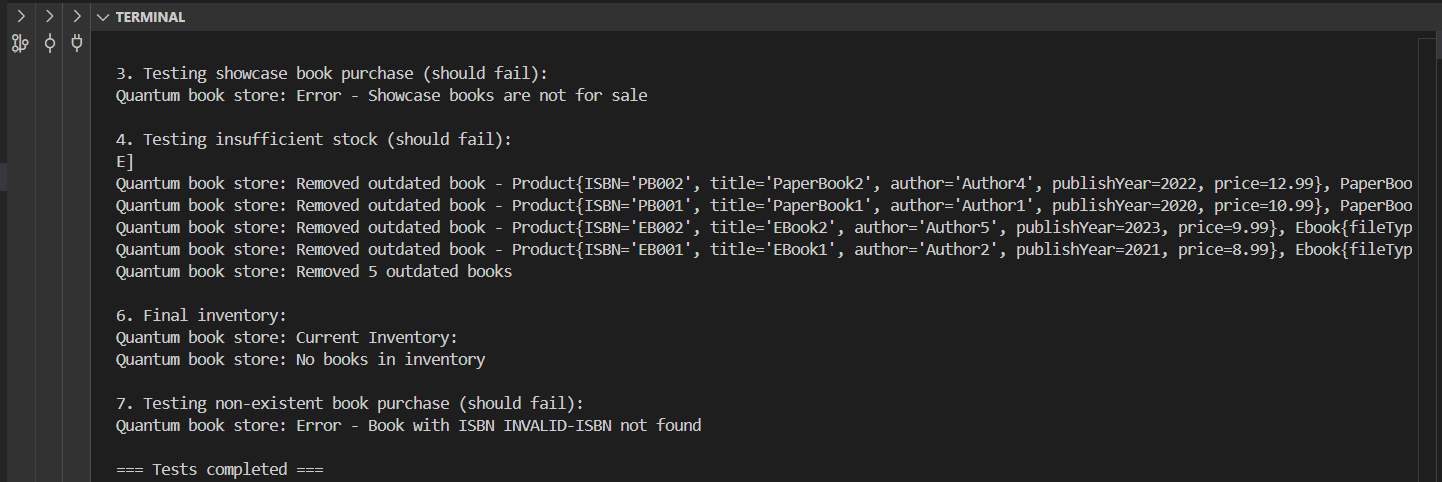 TERMINAL
3. Testing showcase book purchase (should fail):
Quantum book store: Error - Showcase books are not for sale
4. Testing insufficient stock (should fail):
E]
Quantum book store: Removed outdated book - Product{ISBN='PB002', title='PaperBook2', author='Author4', publishYear=2022, price=12.99}, PaperBoo
Quantum book store: Removed outdated book - Product{ISBN='PB001', title='PaperBook1', author='Author1', publishYear=2020, price=10.99}, PaperBoo
Quantum book store: Removed outdated book - Product{ISBN='EB002', title='EBook2', author='Author5', publishYear=2023, price=9.99}, Ebook{fileTyp
Quantum book store: Removed outdated book - Product{ISBN='EB001', title='EBook1', author='Author2', publishYear=2021, price=8.99}, Ebook{fileTyp
Quantum book store: Removed 5 outdated books
6. Final inventory:
Quantum book store: Current Inventory:
Quantum book store: No books in inventory
7. Testing non-existent book purchase (should fail):
Quantum book store: Error - Book with ISBN INVALID-ISBN not found
=== Tests completed ===